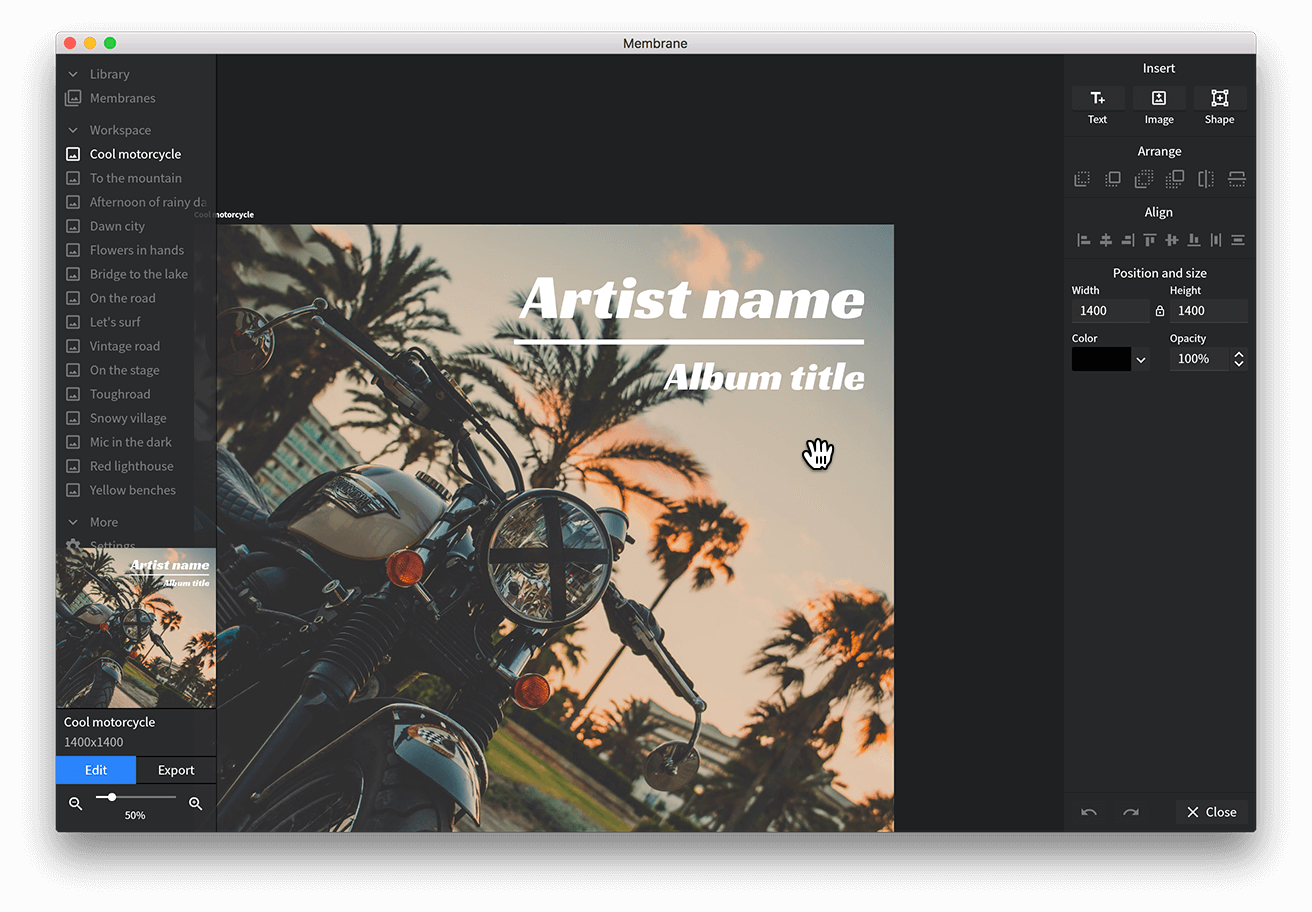 Membrane
Library
Membranes
Workspace
Cool motorcycle
To the mountain
Afternoon of rainy da
Dawn city
Flowers in hands
Bridge to the lake
On the road
Let's surf
Vintage road
On the stage
Toughroad
Snowy village
Mic in the dark
Red lighthouse
Yellow benches
More
Settings
Artist name
Album title
Cool motorcycle
1400x1400
Edit
Export
50%
Cool motorcycle
Artist name
Album title
Insert
Text
Image
Shape
Arrange
Align
Position and size
Width
Height
1400
1400
Color
Opacity
100%
Close